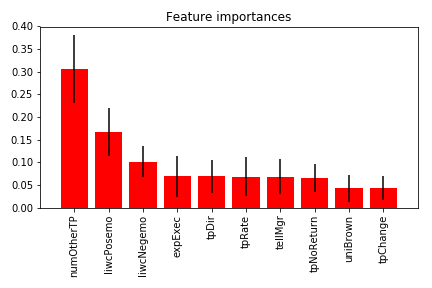 Feature importances
0.40
0.35
0.30
0.25
0.20
0.15
0.10
0.05
0.00
numOtherTP
liwcPosemo
liwcNegemo
expExec
tpDir
tpRate
tellMgr
tpNoReturn
uniBrown
tpChange